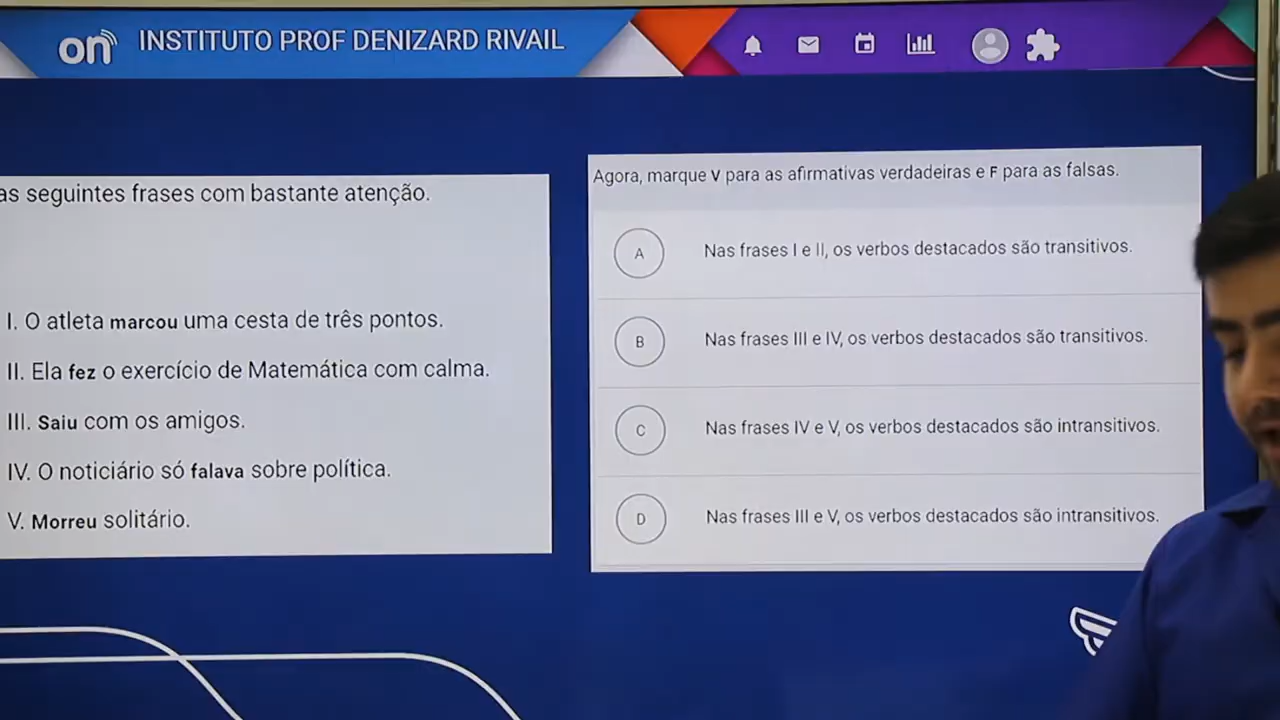 on INSTITUTO PROF DENIZARD RIVAIL
as seguintes frases com bastante atenção.
I. O atleta marcou uma cesta de três pontos.
II. Ela fez o exercício de Matemática com calma.
III. Saiu com os amigos.
IV. O noticiário só falava sobre política.
V. Morreu solitário.
Agora, marque V para as afirmativas verdadeiras e F para as falsas.
A Nas frases I e II, os verbos destacados são transitivos.
B Nas frases III e IV, os verbos destacados são transitivos.
C Nas frases IV e V, os verbos destacados são intransitivos.
D Nas frases III e V, os verbos destacados são intransitivos.